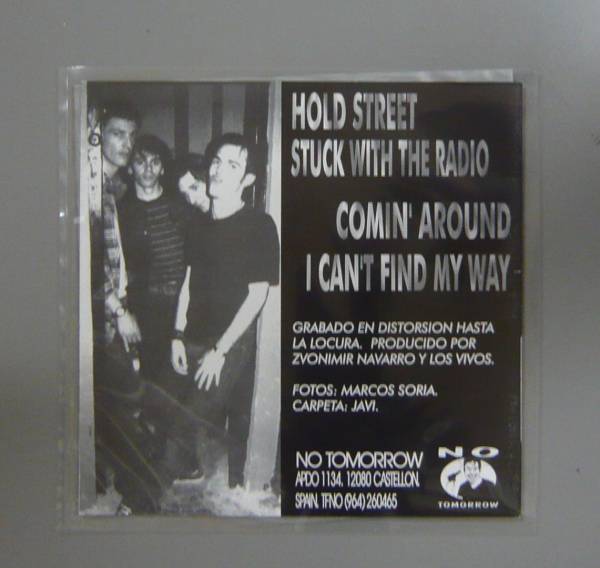 HOLD STREET
STUCK WITH THE RADIO
COMIN' AROUND
I CAN'T FIND MY WAY
GRABADO EN DISTORSION HASTA
LA LOCURA. PRODUCIDO POR
ZVONIMIR NAVARRO Y LOS VIVOS.
FOTOS: MARCOS SORIA.
CARPETA: JAVI.
NO TOMORROW
APDO 1134. 12080 CASTELLON.
SPAIN. TFNO (964) 260465
NO
TOMORROW